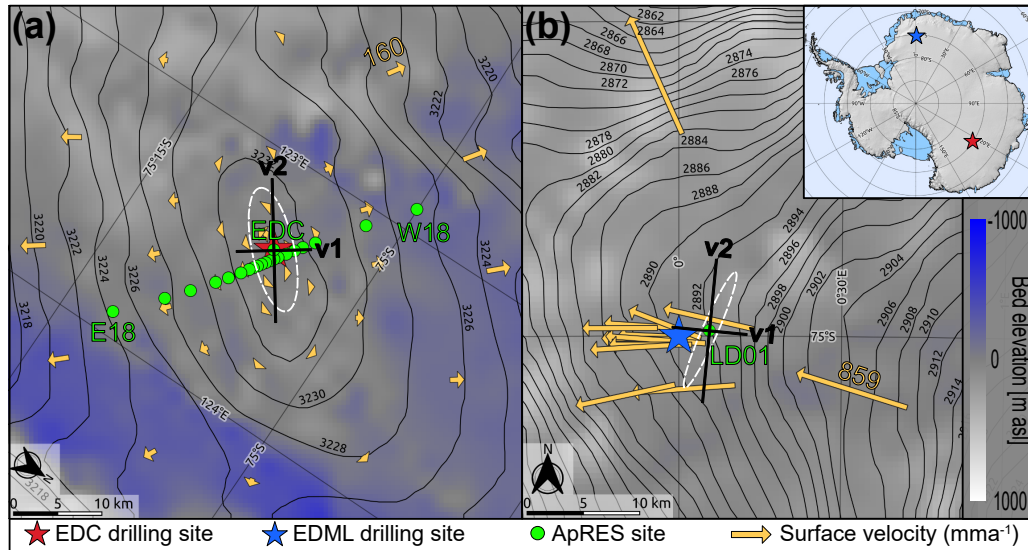 (a)
160
3220
3222
3224
3226
123°E
75°15'S
v2
EDC
v1
W18
75°S
3220
3222
3224
3226
3218
E18
3226
3230
3228
124°E
75°S
N
3218
0 5 10 km
(b)
2862
2864
2866
2868
2870
2872
2874
2876
2878
2880
2882
2884
2886
2888
2890
2892
2894
2896
2898
2900
2902
2904
2906
2908
2910
2912
2914
0°
0°30'E
v2
v1
75°S
LD01
859
N
0 5 10 km
-1000
0
1000
Bed elevation [m asl]
EDC drilling site
EDML drilling site
ApRES site
Surface velocity (mma⁻¹)